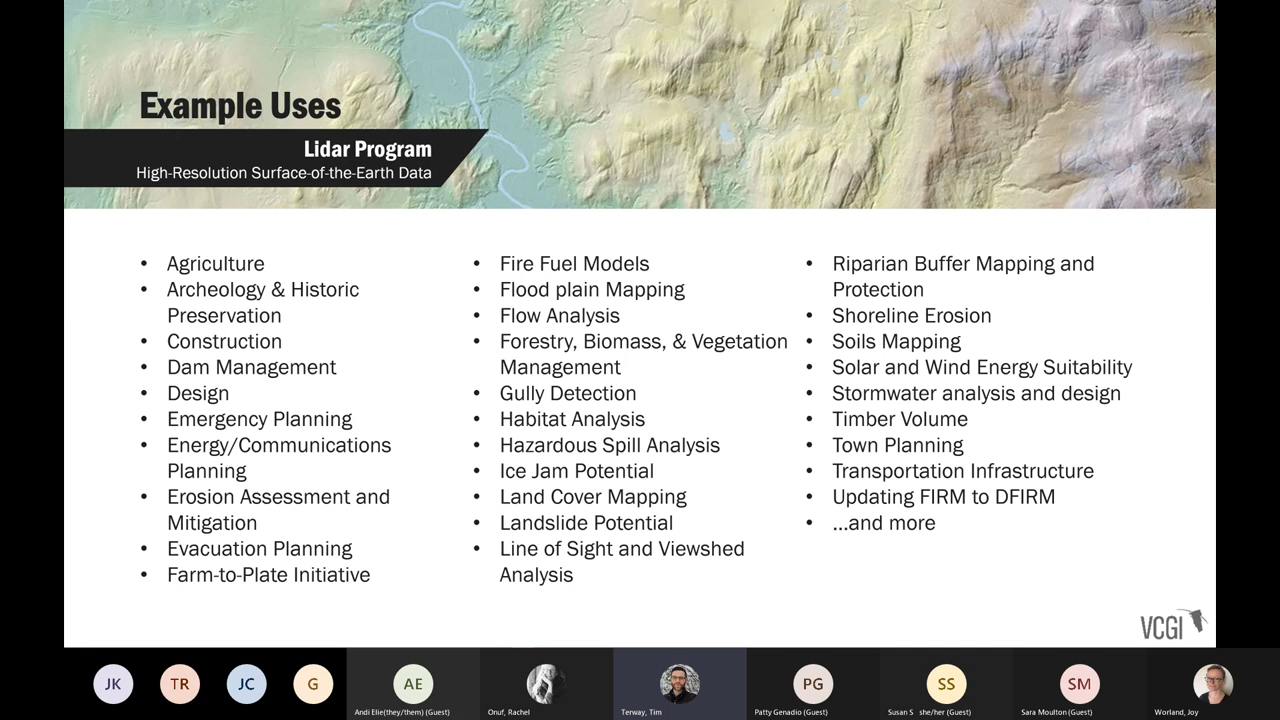 Example Uses
Lidar Program
High-Resolution Surface-of-the-Earth Data
• Agriculture
• Archeology & Historic
Preservation
• Construction
• Dam Management
• Design
• Emergency Planning
• Energy/Communications
Planning
• Erosion Assessment and
Mitigation
• Evacuation Planning
• Farm-to-Plate Initiative
• Fire Fuel Models
• Flood plain Mapping
• Flow Analysis
• Forestry, Biomass, & Vegetation
Management
• Gully Detection
• Habitat Analysis
• Hazardous Spill Analysis
• Ice Jam Potential
• Land Cover Mapping
• Landslide Potential
• Line of Sight and Viewshed
Analysis
• Riparian Buffer Mapping and
Protection
• Shoreline Erosion
• Soils Mapping
• Solar and Wind Energy Suitability
• Stormwater analysis and design
• Timber Volume
• Town Planning
• Transportation Infrastructure
• Updating FIRM to DFIRM
• ...and more
VCGI
JK
TR
JC
G
AE
Andi Elie(they/them) (Guest)
Onuf, Rachel
Terway, Tim
PG
Patty Genadio (Guest)
SS
Susan S she/her (Guest)
SM
Sara Moulton (Guest)
Worland, Joy